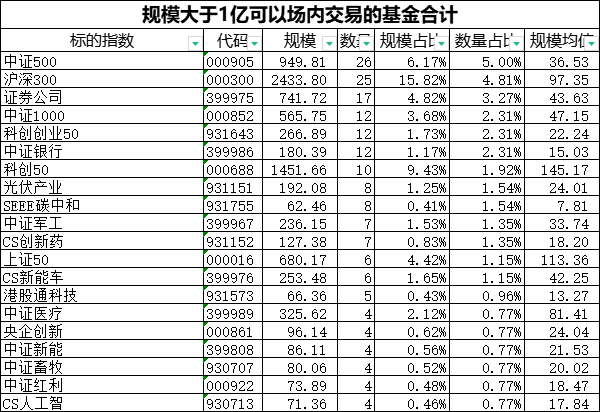 规模大于1亿可以场内交易的基金合计
标的指数 代码 规模 数量 规模占比 数量占比 规模均值
中证500 000905 949.81 26 6.17% 5.00% 36.53
沪深300 000300 2433.80 25 15.82% 4.81% 97.35
证券公司 399975 741.72 17 4.82% 3.27% 43.63
中证1000 000852 565.75 12 3.68% 2.31% 47.15
科创创业50 931643 266.89 12 1.73% 2.31% 22.24
中证银行 399986 180.39 12 1.17% 2.31% 15.03
科创50 000688 1451.66 10 9.43% 1.92% 145.17
光伏产业 931151 192.08 8 1.25% 1.54% 24.01
SEEE碳中和 931755 62.46 8 0.41% 1.54% 7.81
中证军工 399967 236.15 7 1.53% 1.35% 33.74
CS创新药 931152 127.38 7 0.83% 1.35% 18.20
上证50 000016 680.17 6 4.42% 1.15% 113.36
CS新能车 399976 253.48 6 1.65% 1.15% 42.25
港股通科技 931573 66.36 5 0.43% 0.96% 13.27
中证医疗 399989 325.62 4 2.12% 0.77% 81.41
央企创新 000861 96.14 4 0.62% 0.77% 24.04
中证新能 399808 86.11 4 0.56% 0.77% 21.53
中证畜牧 930707 80.06 4 0.52% 0.77% 20.02
中证红利 000922 73.89 4 0.48% 0.77% 18.47
CS人工智 930713 71.36 4 0.46% 0.77% 17.84